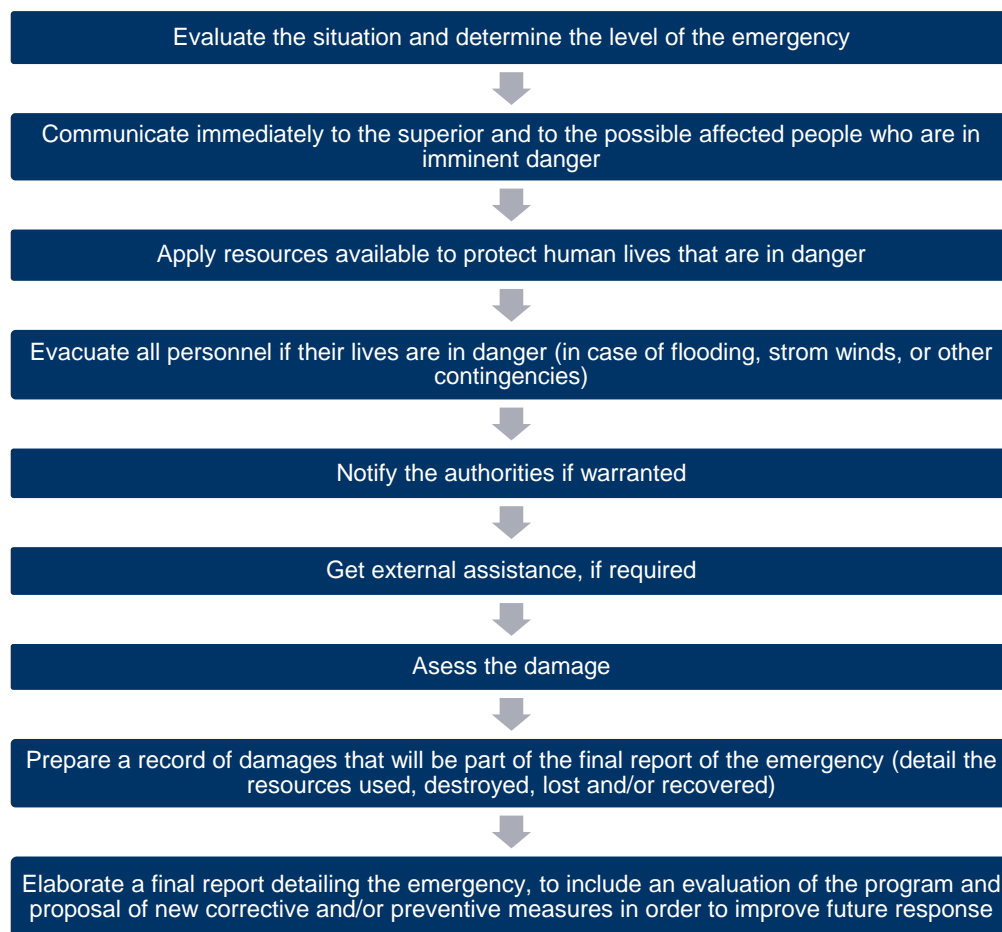 Evaluate the situation and determine the level of the emergency
Communicate immediately to the superior and to the possible affected people who are in
imminent danger
Apply resources available to protect human lives that are in danger
Evacuate all personnel if their lives are in danger (in case of flooding, strom winds, or other
contingencies)
Notify the authorities if warranted
Get external assistance, if required
Asess the damage
Prepare a record of damages that will be part of the final report of the emergency (detail the
resources used, destroyed, lost and/or recovered)
Elaborate a final report detailing the emergency, to include an evaluation of the program and
proposal of new corrective and/or preventive measures in order to improve future response